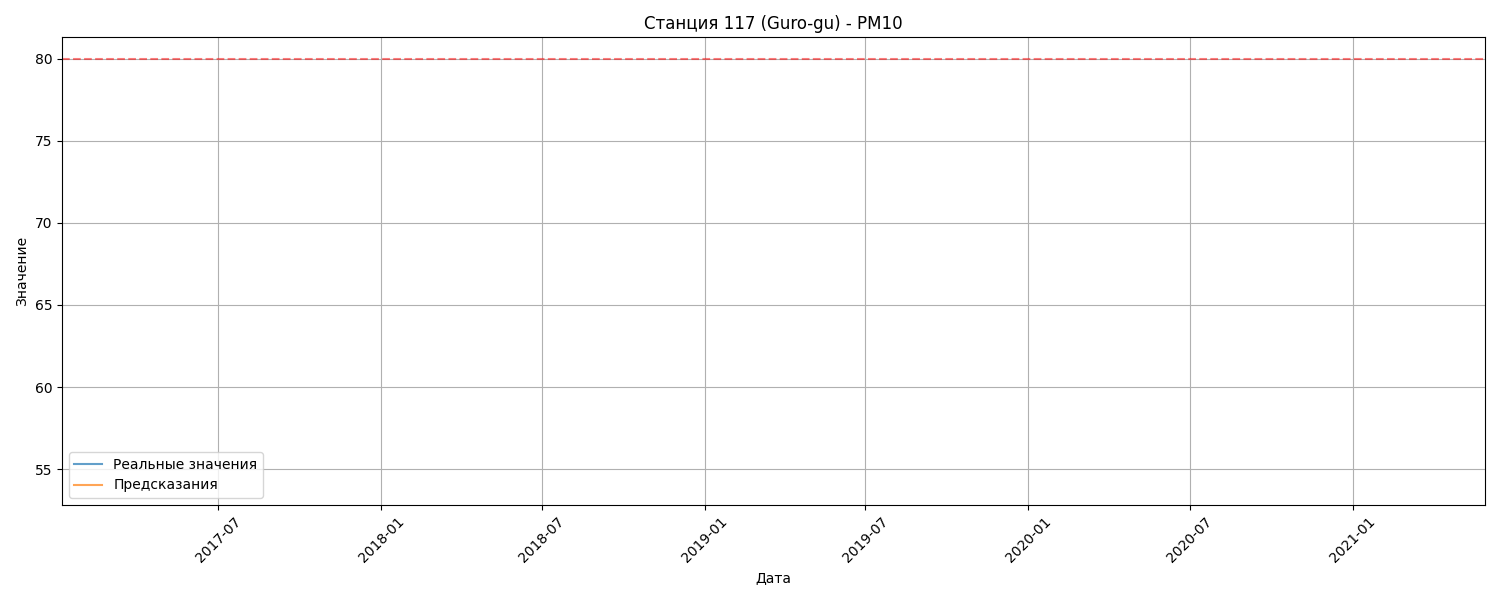 Станция 117 (Guro-gu) - PM10
80
75
70
65
60
55
Значение
Реальные значения
Предсказания
2017-07
2018-01
2018-07
2019-01
2019-07
2020-01
2020-07
2021-01
Дата